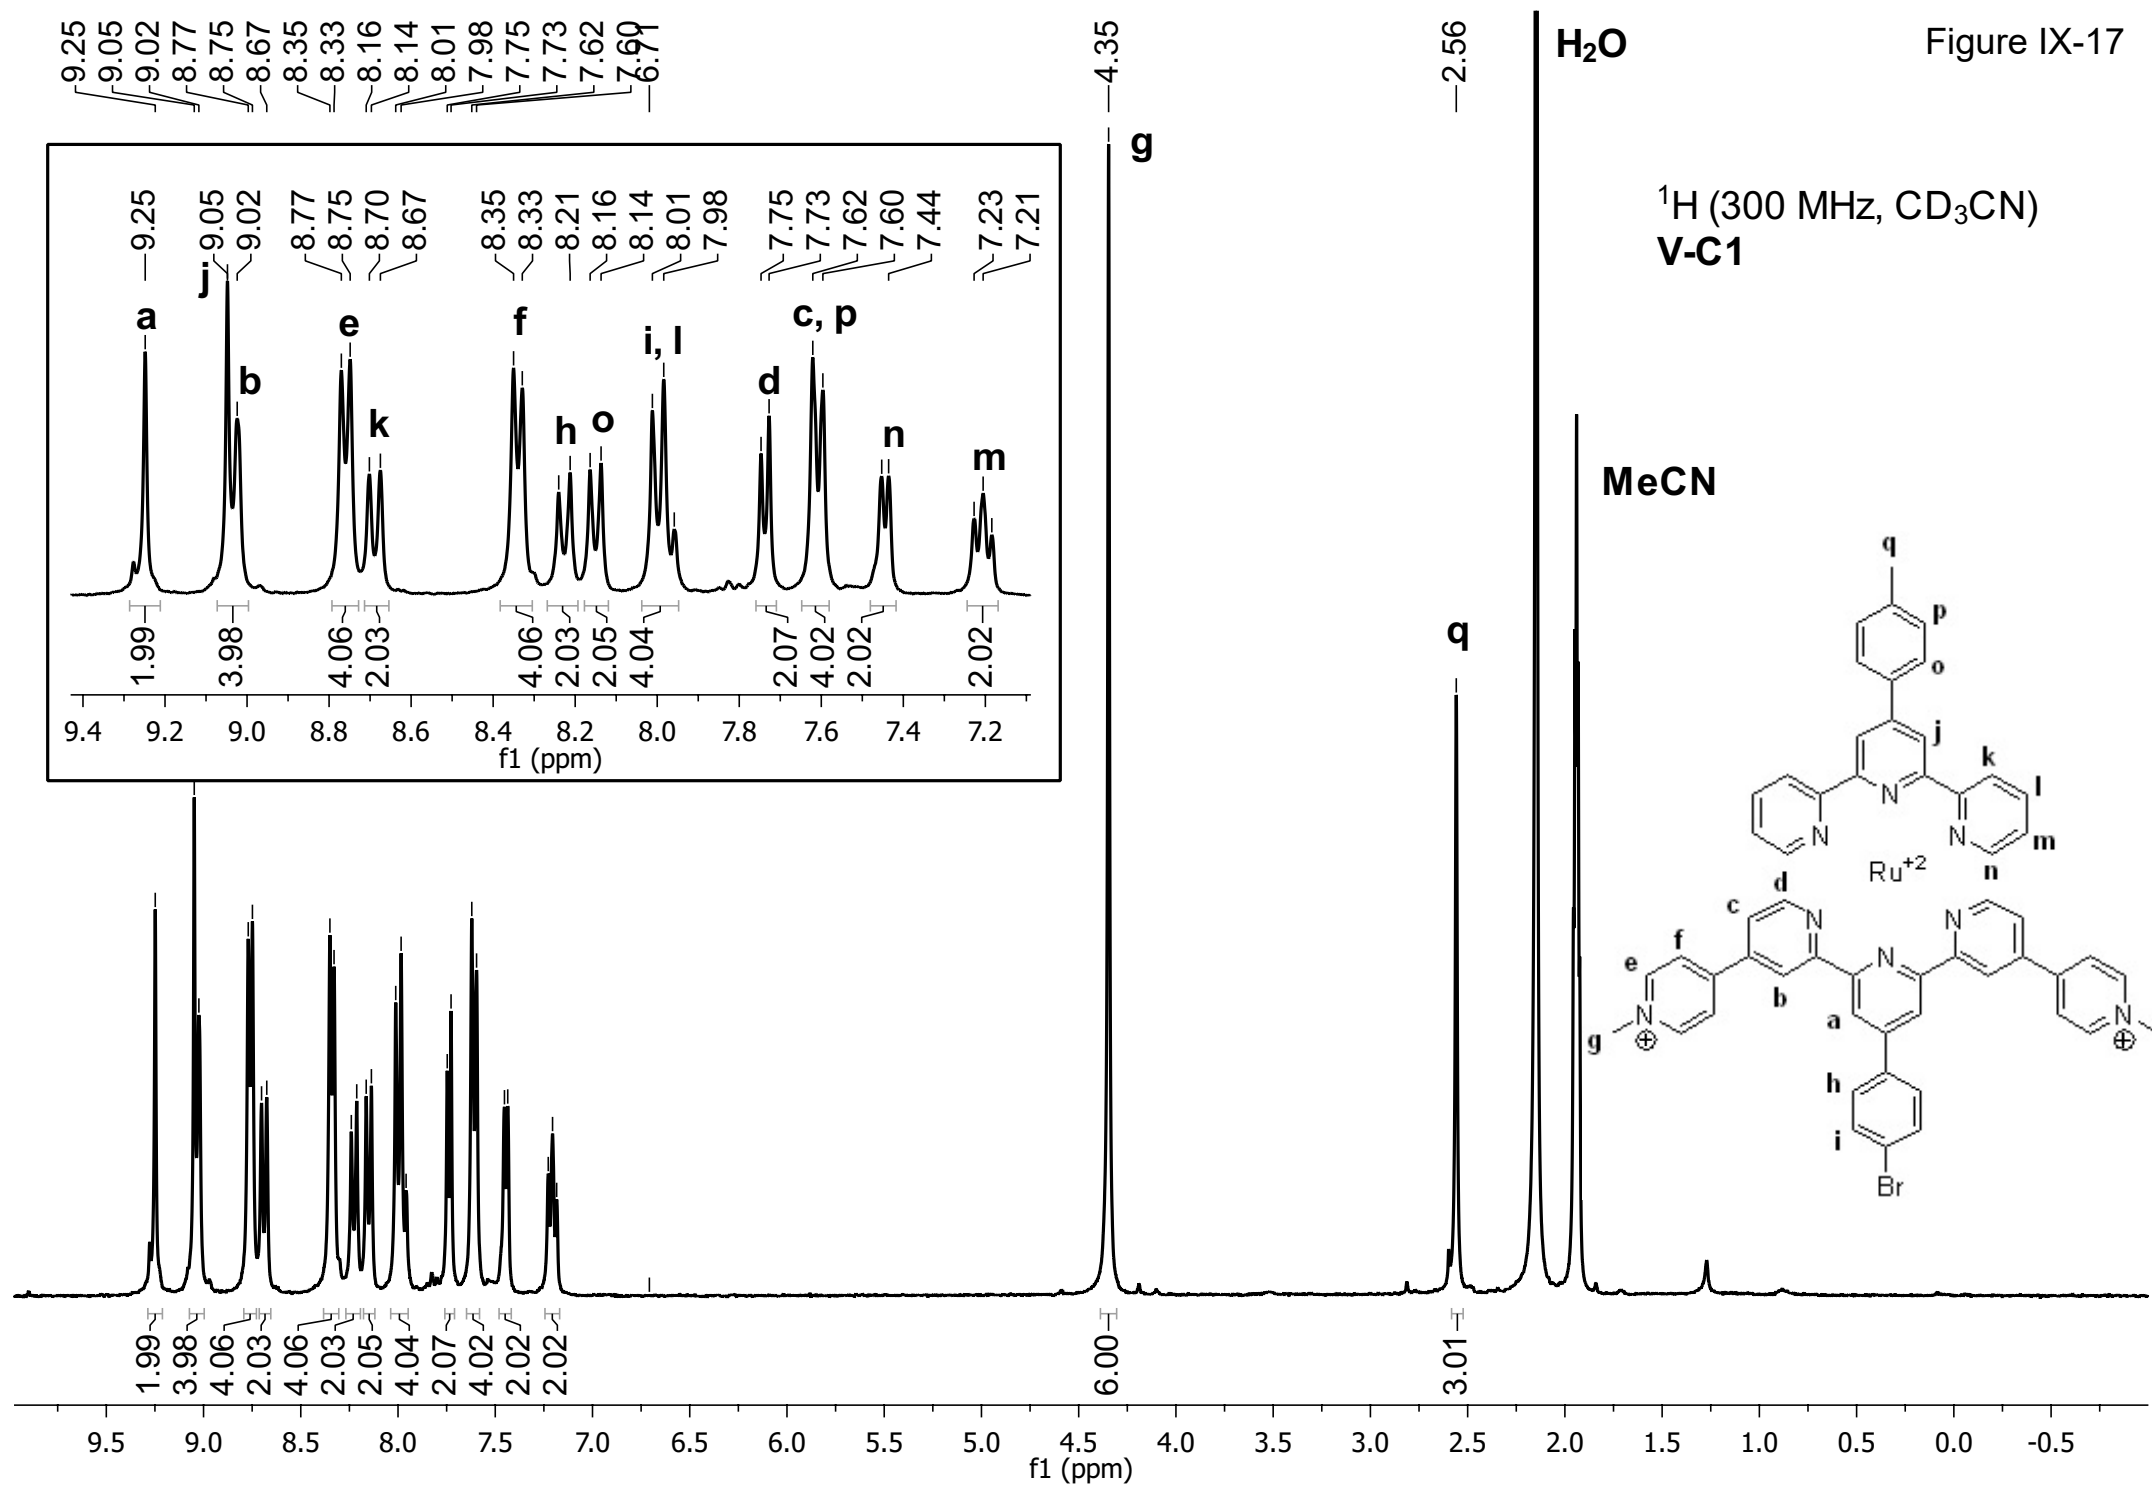 9.25 9.05 9.02 8.77 8.75 8.67 8.35 8.33 8.16 8.14 8.01 7.98 7.75 7.73 7.62 7.60 6.71 4.35 2.56
H₂O
Figure IX-17
g
¹H (300 MHz, CD₃CN)
V-C1
9.25 9.05 9.02 8.77 8.75 8.70 8.67 8.35 8.33 8.21 8.16 8.14 8.01 7.98 7.75 7.73 7.62 7.60 7.44 7.23 7.21
a j b e k f h o i, l d c, p n m
1.99 3.98 4.06 2.03 4.06 2.03 2.05 4.04 2.07 4.02 2.02 2.02
9.4 9.2 9.0 8.8 8.6 8.4 8.2 8.0 7.8 7.6 7.4 7.2
f1 (ppm)
MeCN
q
q
p
o
j
k
l
N
N
N
m
n
Ru⁺²
d
c
N
N
N
f
e
b
a
N
⊕
N
⊕
g
h
i
Br
1.99 3.98 4.06 2.03 4.06 2.03 2.05 4.04 2.07 4.02 2.02 2.02 6.00 3.01
9.5 9.0 8.5 8.0 7.5 7.0 6.5 6.0 5.5 5.0 4.5 4.0 3.5 3.0 2.5 2.0 1.5 1.0 0.5 0.0 -0.5
f1 (ppm)